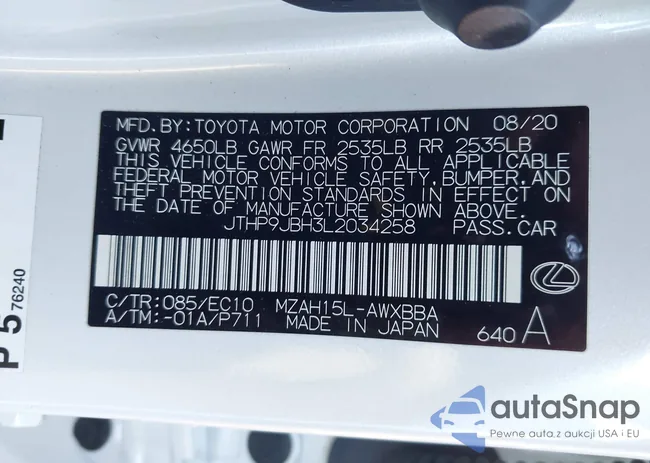 MFD.BY:TOYOTA MOTOR CORPORATION 08/20
GVWR 4650LB GAWR FR 2535LB RR 2535LB
THIS VEHICLE CONFORMS TO ALL APPLICABLE
FEDERAL MOTOR VEHICLE SAFETY, BUMPER, AND
THEFT PREVENTION STANDARDS IN EFFECT ON
THE DATE OF MANUFACTURE SHOWN ABOVE.
JTHP9JBH3L2034258 PASS.CAR
C/TR:085/EC10 MZAH15L-AWXBBA
A/TM:-01A/P711 MADE IN JAPAN 640 A
P 5 76240
autaSnap
Pewne auta z aukcji USA i EU